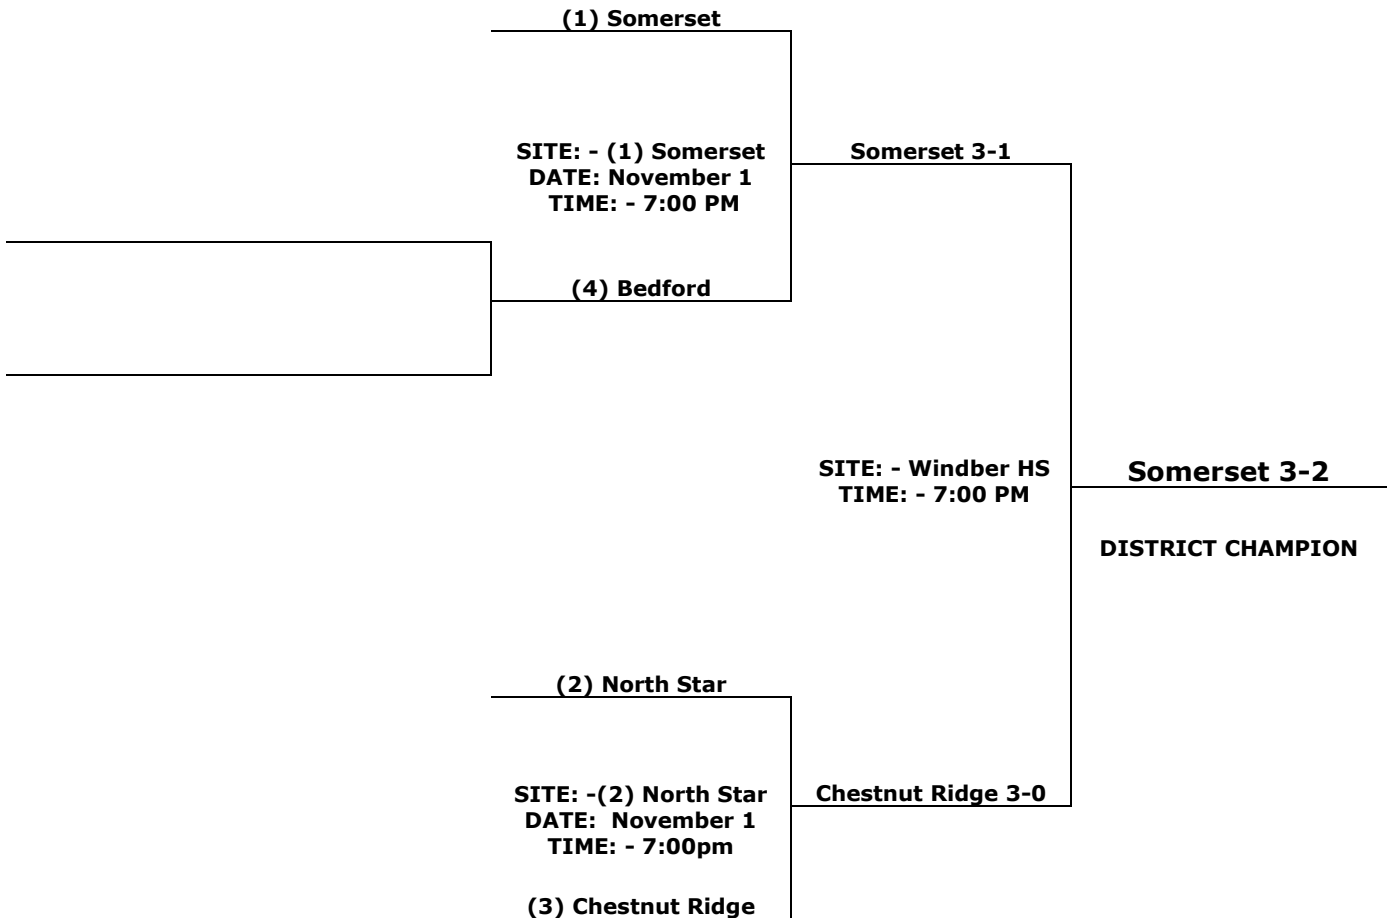 (1) Somerset
SITE: - (1) Somerset
DATE: November 1
TIME: - 7:00 PM
Somerset 3-1
(4) Bedford
SITE: - Windber HS
TIME: - 7:00 PM
Somerset 3-2
DISTRICT CHAMPION
(2) North Star
SITE: -(2) North Star
DATE:  November 1
TIME: - 7:00pm
Chestnut Ridge 3-0
(3) Chestnut Ridge